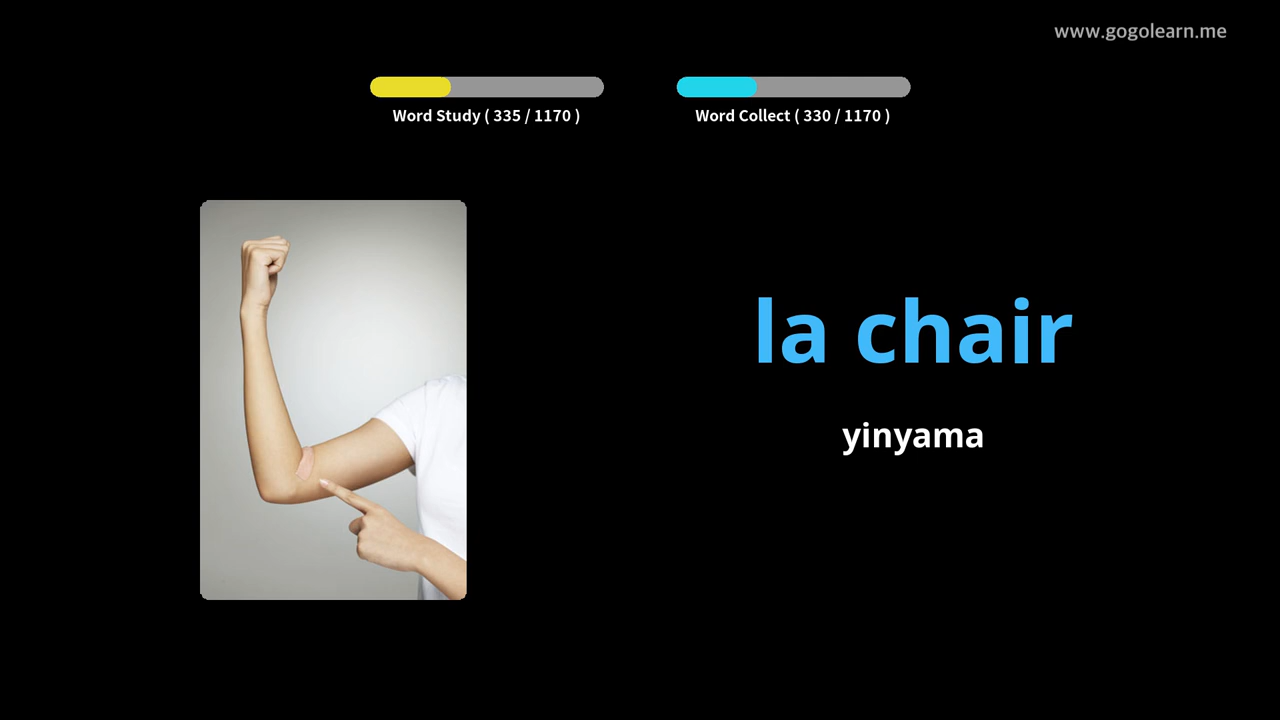 www.gogolearn.me
Word Study ( 335 / 1170 )
Word Collect ( 330 / 1170 )
la chair
yinyama